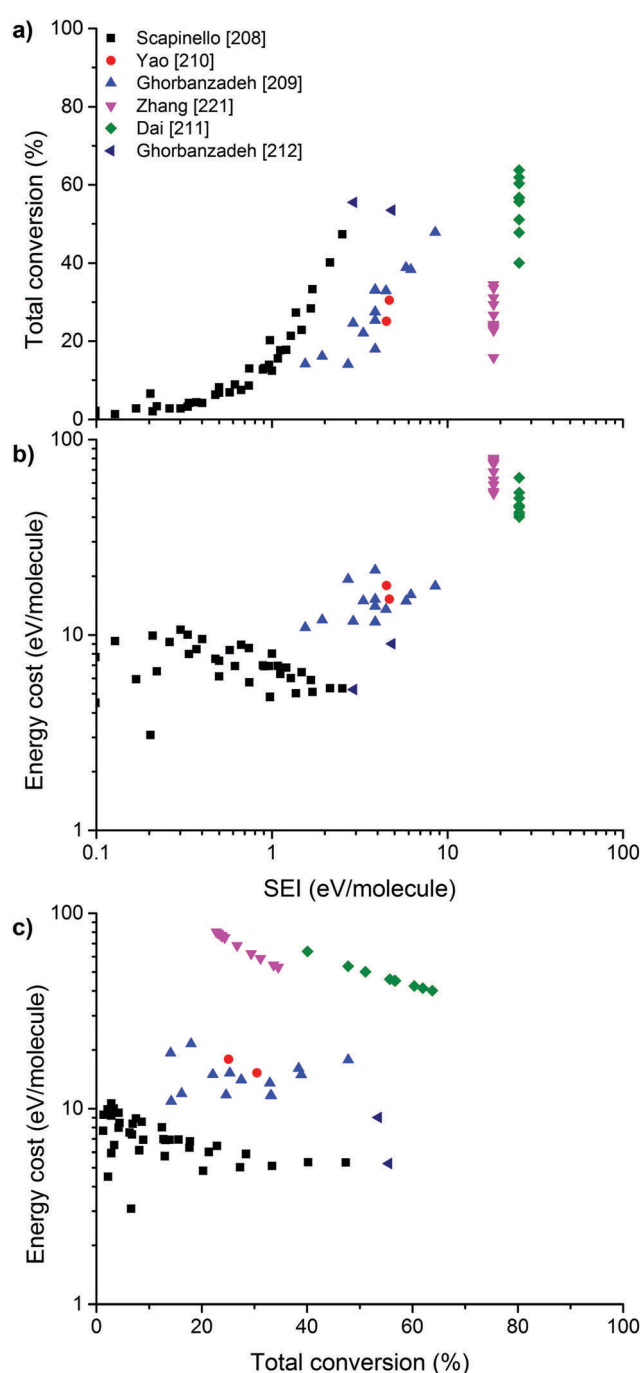 a)
Total conversion (%)
100
80
60
40
20
0
Scapinello [208]
Yao [210]
Ghorbanzadeh [209]
Zhang [221]
Dai [211]
Ghorbanzadeh [212]
b)
Energy cost (eV/molecule)
100
10
1
0.1 1 10 100
SEI (eV/molecule)
c)
Energy cost (eV/molecule)
100
10
1
0 20 40 60 80 100
Total conversion (%)